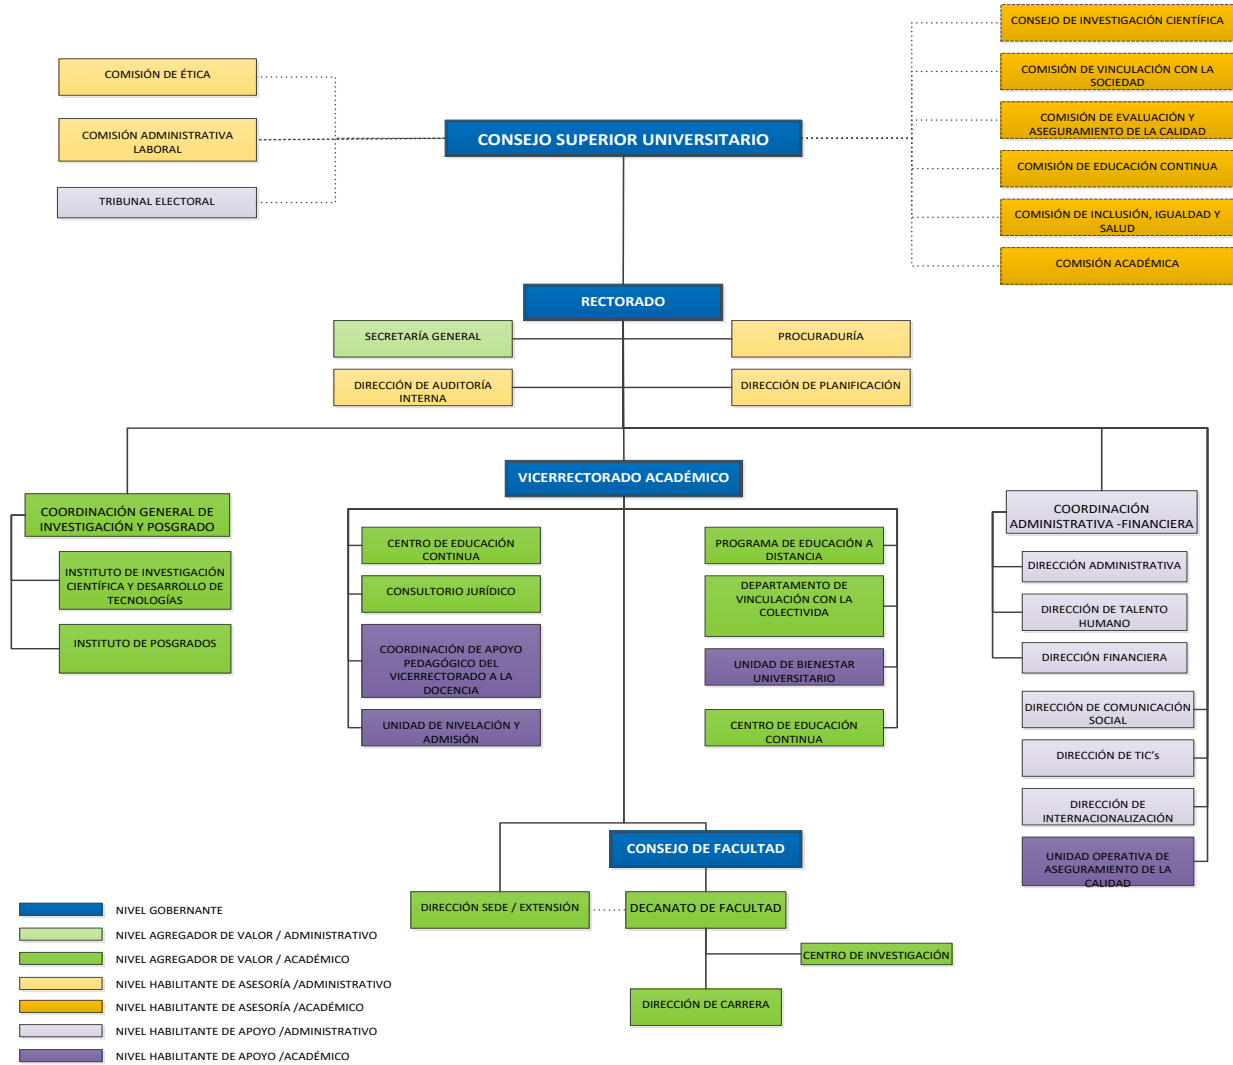 CONSEJO DE INVESTIGACIÓN CIENTÍFICA
COMISIÓN DE ÉTICA
COMISIÓN DE VINCULACIÓN CON LA
SOCIEDAD
COMISIÓN ADMINISTRATIVA
LABORAL
CONSEJO SUPERIOR UNIVERSITARIO
COMISIÓN DE EVALUACIÓN Y
ASEGURAMIENTO DE LA CALIDAD
COMISIÓN DE EDUCACIÓN CONTINUA
TRIBUNAL ELECTORAL
COMISIÓN DE INCLUSIÓN, IGUALDAD Y
SALUD
COMISIÓN ACADÉMICA
RECTORADO
SECRETARÍA GENERAL
PROCURADURÍA
DIRECCIÓN DE AUDITORÍA
INTERNA
DIRECCIÓN DE PLANIFICACIÓN
VICERRECTORADO ACADÉMICO
COORDINACIÓN GENERAL DE
INVESTIGACIÓN Y POSGRADO
INSTITUTO DE INVESTIGACIÓN
CIENTÍFICA Y DESARROLLO DE
TECNOLOGÍAS
INSTITUTO DE POSGRADOS
CENTRO DE EDUCACIÓN
CONTINUA
CONSULTORIO JURÍDICO
COORDINACIÓN DE APOYO
PEDAGÓGICO DEL
VICERRECTORADO A LA
DOCENCIA
UNIDAD DE NIVELACIÓN Y
ADMISIÓN
PROGRAMA DE EDUCACIÓN A
DISTANCIA
DEPARTAMENTO DE
VINCULACIÓN CON LA
COLECTIVIDA
UNIDAD DE BIENESTAR
UNIVERSITARIO
CENTRO DE EDUCACIÓN
CONTINUA
COORDINACIÓN
ADMINISTRATIVA -FINANCIERA
DIRECCIÓN ADMINISTRATIVA
DIRECCIÓN DE TALENTO
HUMANO
DIRECCIÓN FINANCIERA
DIRECCIÓN DE COMUNICACIÓN
SOCIAL
DIRECCIÓN DE TIC's
DIRECCIÓN DE
INTERNACIONALIZACIÓN
UNIDAD OPERATIVA DE
ASEGURAMIENTO DE LA
CALIDAD
CONSEJO DE FACULTAD
DIRECCIÓN SEDE / EXTENSIÓN
DECANATO DE FACULTAD
CENTRO DE INVESTIGACIÓN
DIRECCIÓN DE CARRERA
NIVEL GOBERNANTE
NIVEL AGREGADOR DE VALOR / ADMINISTRATIVO
NIVEL AGREGADOR DE VALOR / ACADÉMICO
NIVEL HABILITANTE DE ASESORÍA /ADMINISTRATIVO
NIVEL HABILITANTE DE ASESORÍA /ACADÉMICO
NIVEL HABILITANTE DE APOYO /ADMINISTRATIVO
NIVEL HABILITANTE DE APOYO /ACADÉMICO